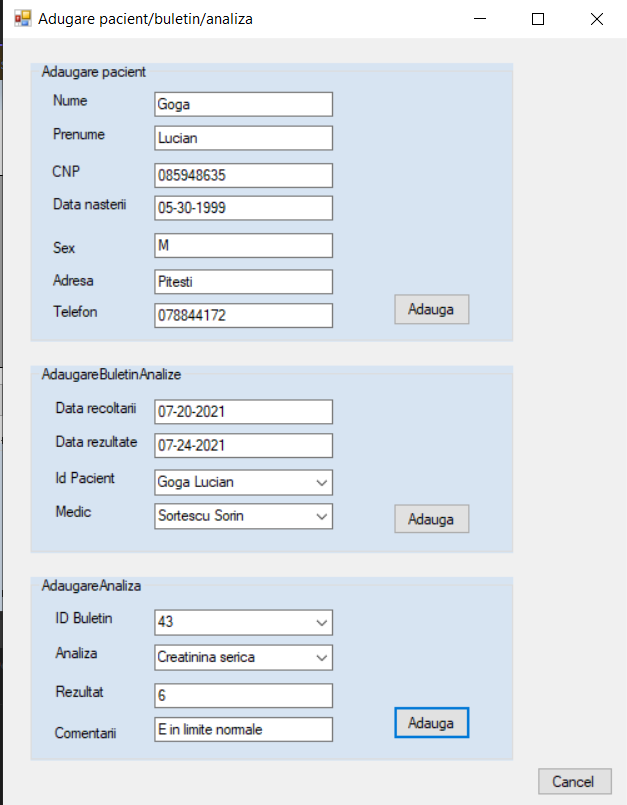 Adugare pacient/buletin/analiza
Adaugare pacient
Nume Goga
Prenume Lucian
CNP 085948635
Data nasterii 05-30-1999
Sex M
Adresa Pitesti
Telefon 078844172
Adauga
AdaugareBuletinAnalize
Data recoltarii 07-20-2021
Data rezultate 07-24-2021
Id Pacient Goga Lucian
Medic Sortescu Sorin
Adauga
AdaugareAnaliza
ID Buletin 43
Analiza Creatinina serica
Rezultat 6
Comentarii E in limite normale
Adauga
Cancel